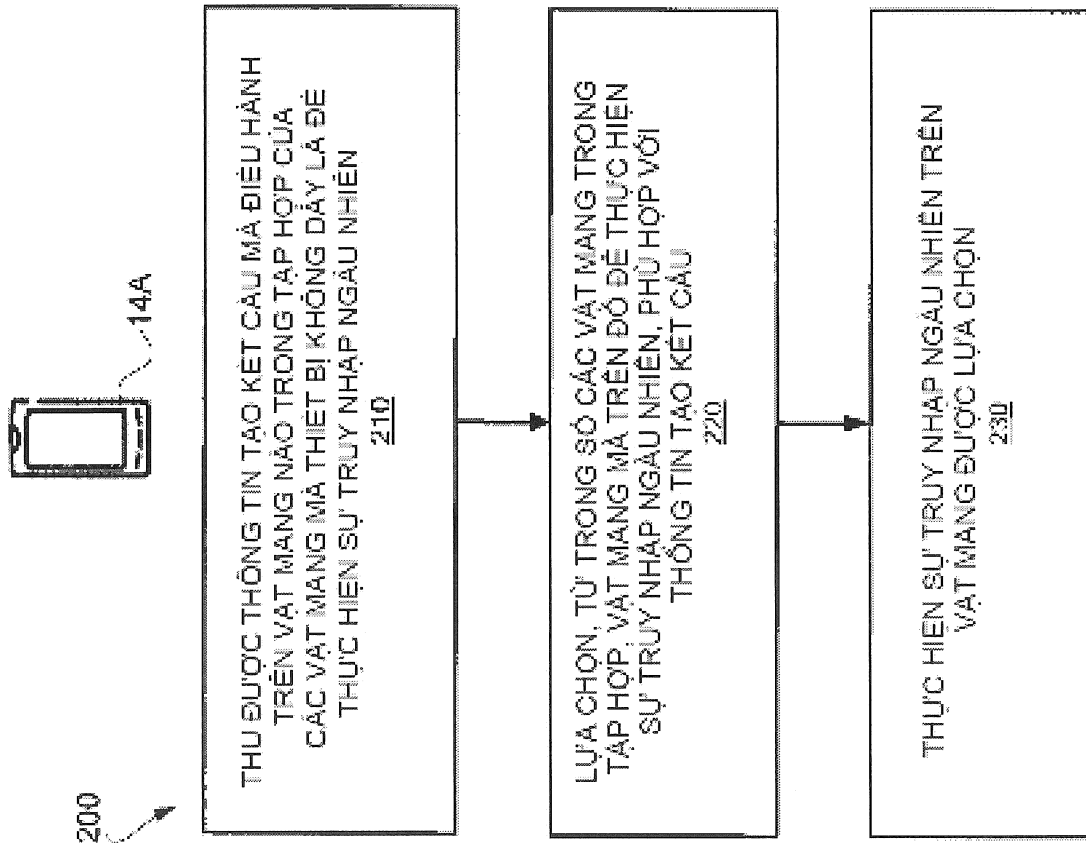 200
14A
THU ĐƯỢC THÔNG TIN TẠO KẾT CẤU MÀ ĐIỀU HÀNH
TRÊN VẬT MANG NÀO TRONG TẬP HỢP CỦA
CÁC VẬT MANG MÀ THIẾT BỊ KHÔNG DÂY LÀ ĐỂ
THỰC HIỆN SỰ TRUY NHẬP NGẪU NHIÊN
210
LỰA CHỌN, TỪ TRONG SỐ CÁC VẬT MANG TRONG
TẬP HỢP, VẬT MANG MÀ TRÊN ĐÓ ĐỂ THỰC HIỆN
SỰ TRUY NHẬP NGẪU NHIÊN, PHÙ HỢP VỚI
THÔNG TIN TẠO KẾT CẤU
220
THỰC HIỆN SỰ TRUY NHẬP NGẪU NHIÊN TRÊN
VẬT MANG ĐƯỢC LỰA CHỌN
230